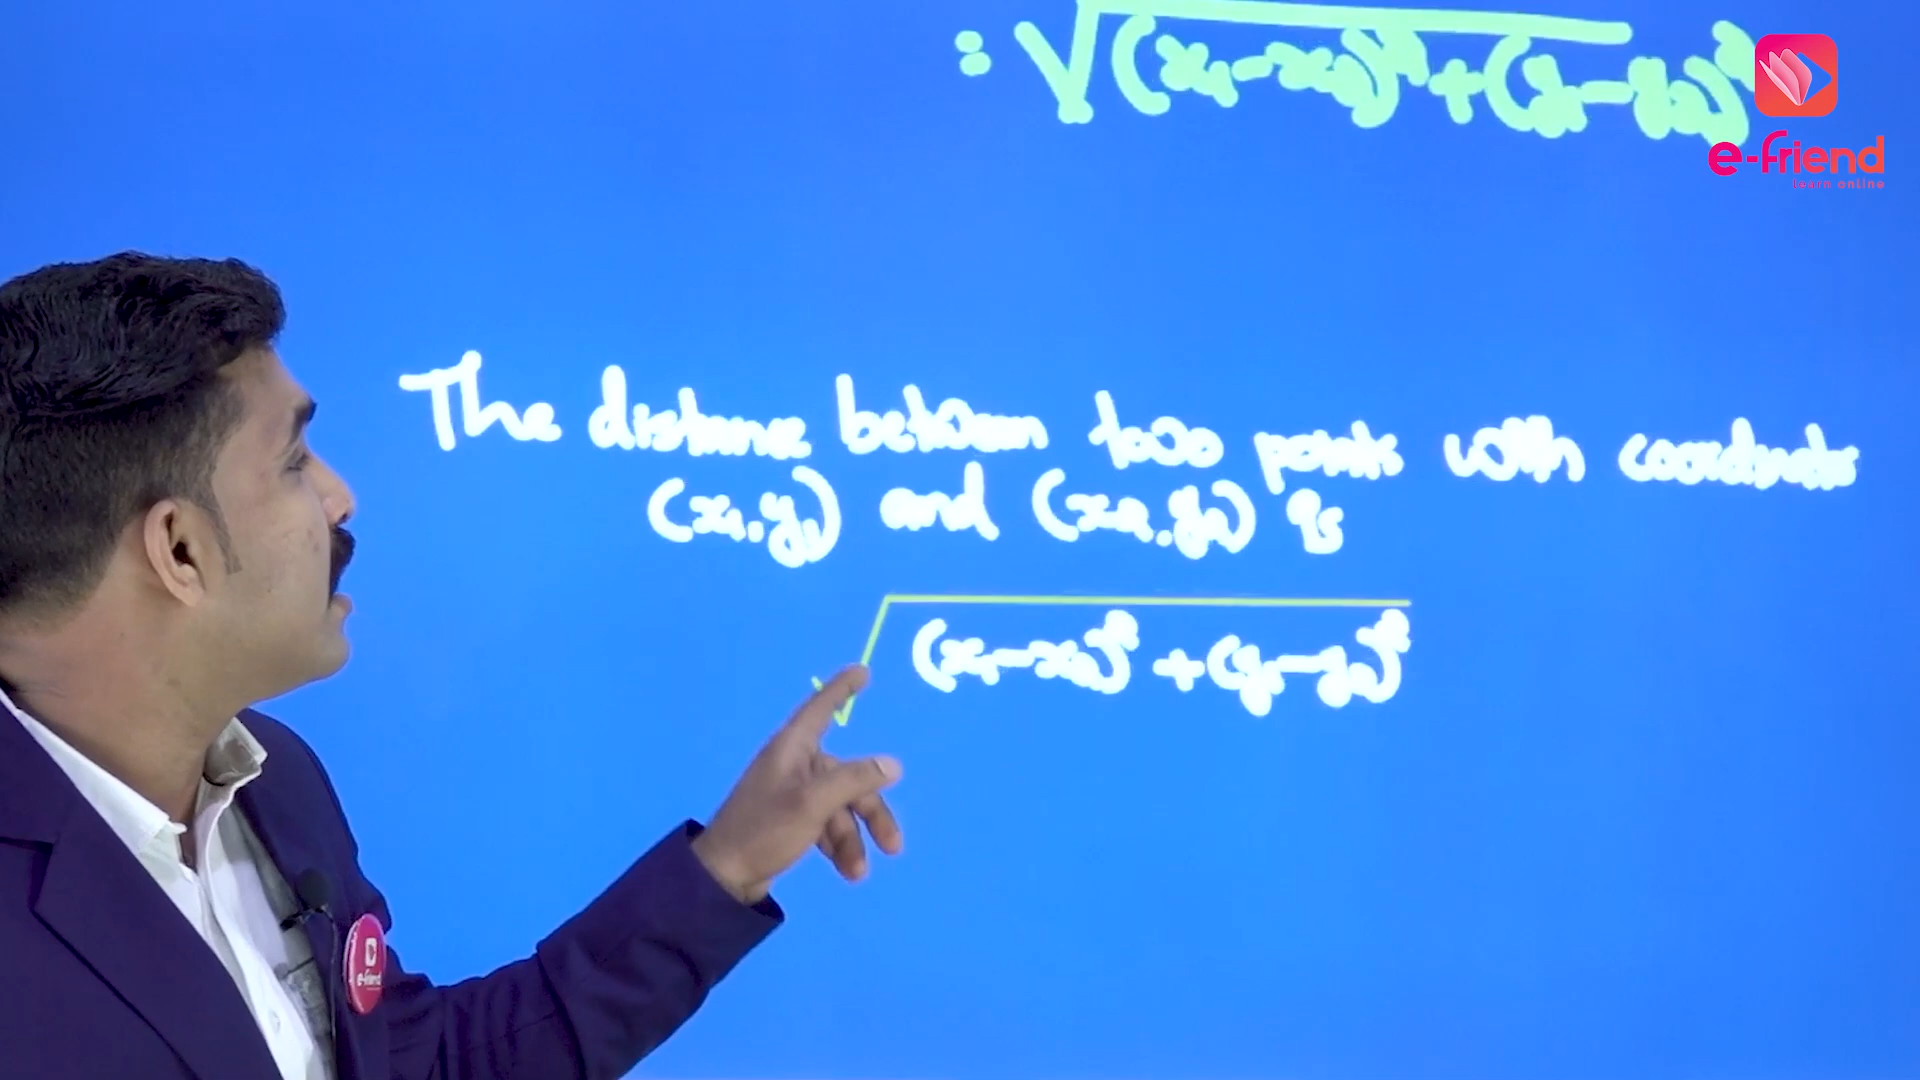 = √(x₁-x₂)²+(y₁-y₂)²
e-friend
learn online
The distance between two points with coordinates
(x₁,y₁) and (x₂,y₂) is
√(x₁-x₂)² +(y₁-y₂)²
e-friend